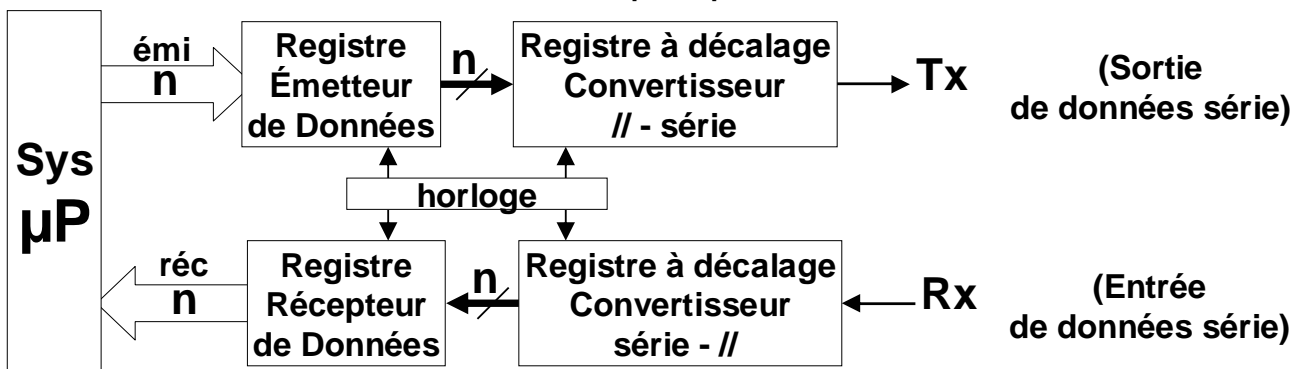 Sys
µP
émi
n
Registre
Émetteur
de Données
n
Registre à décalage
Convertisseur
// - série
Tx
(Sortie
de données série)
horloge
réc
n
Registre
Récepteur
de Données
n
Registre à décalage
Convertisseur
série - //
Rx
(Entrée
de données série)